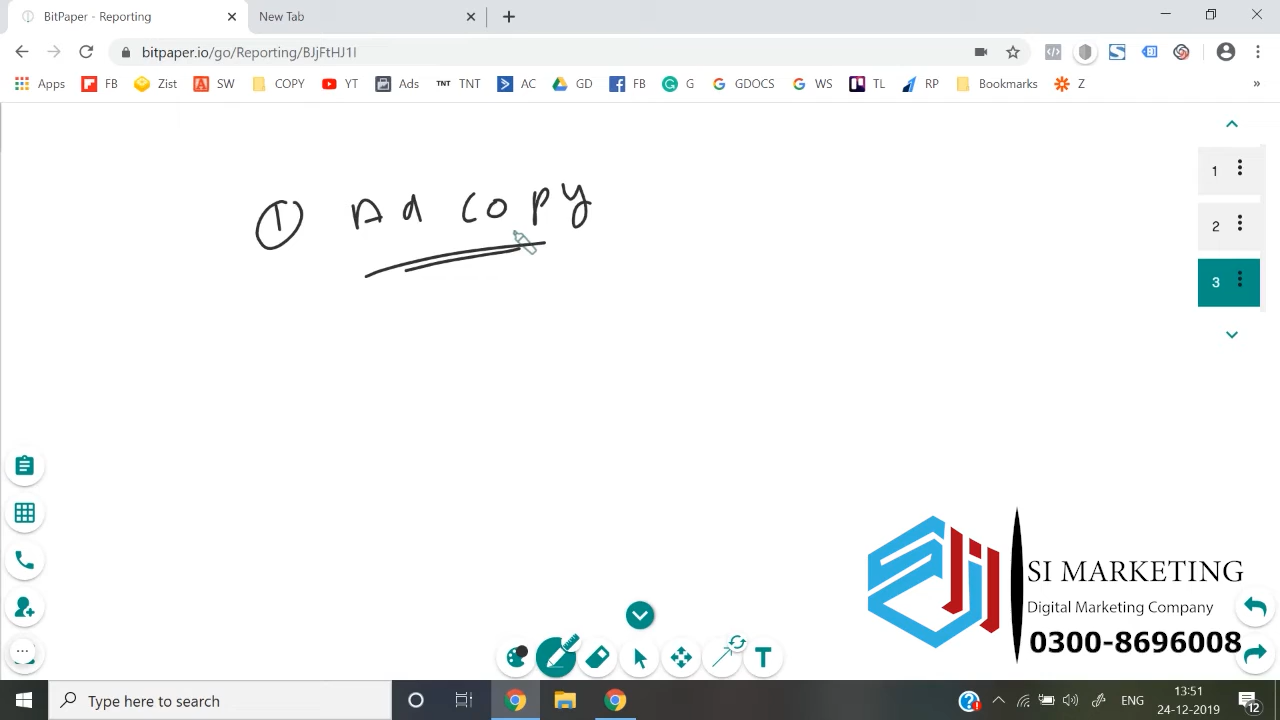 BitPaper - Reporting
New Tab
bitpaper.io/go/Reporting/BJjFtHJ1I
Apps FB Zist SW COPY YT Ads TNT TNT AC GD FB G GDOCS WS TL RP Bookmarks Z »
① Ad Copy
1
2
3
SI MARKETING
Digital Marketing Company
0300-8696008
T
Type here to search
ENG
13:51
24-12-2019
12